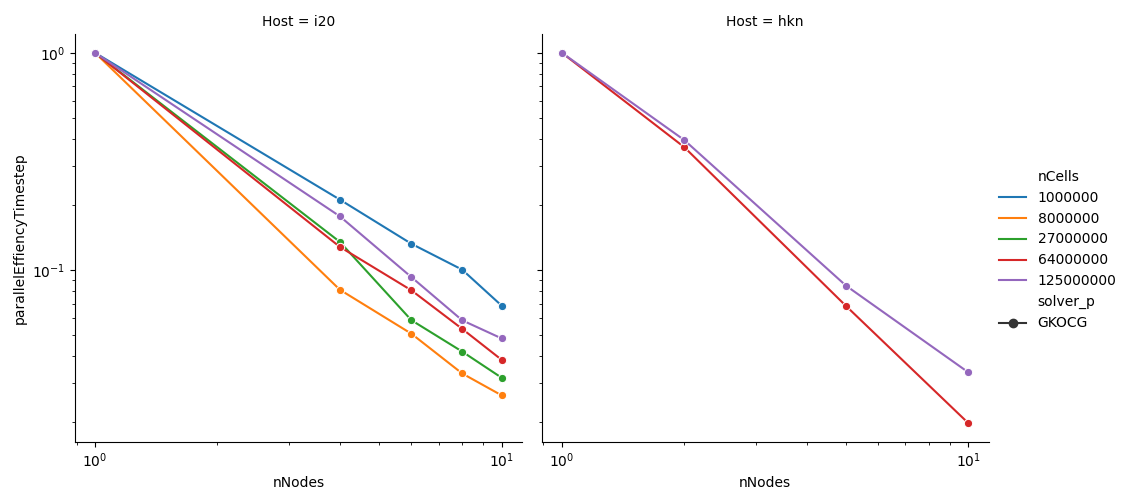 Host = i20
Host = hkn
parallelEffiencyTimestep
10⁰
10⁻¹
10⁰
10¹
nNodes
10⁰
10¹
nNodes
nCells
1000000
8000000
27000000
64000000
125000000
solver_p
GKOCG